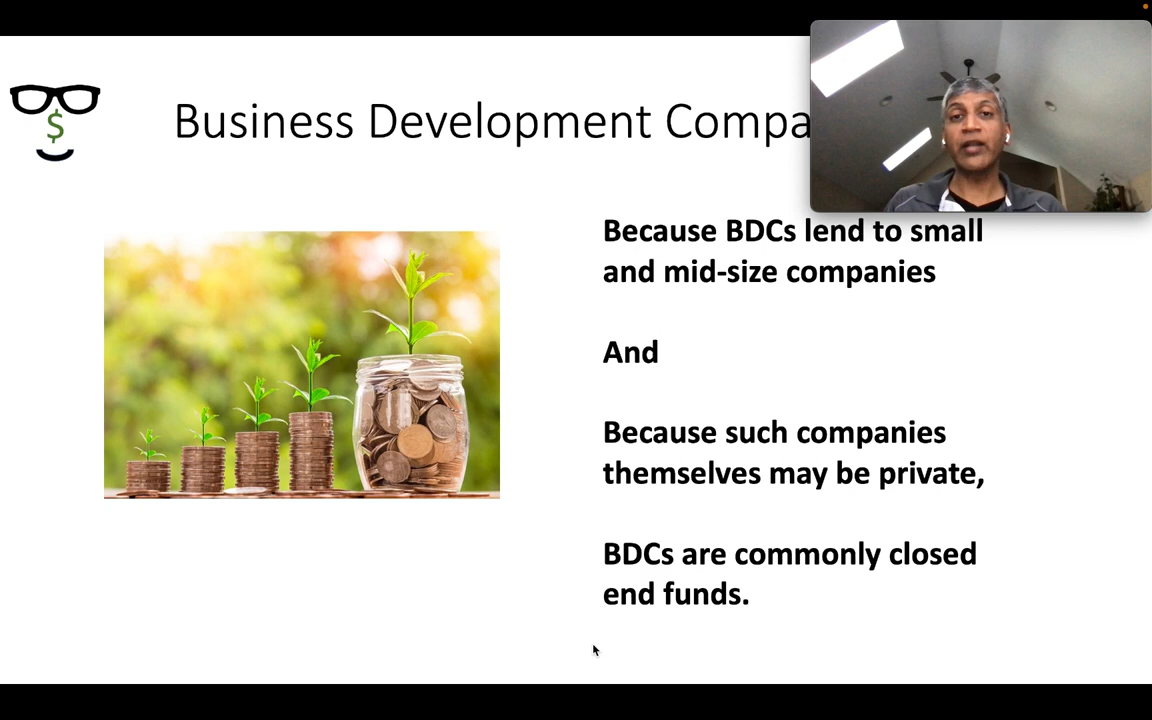 $
Business Development Compa
Because BDCs lend to small
and mid-size companies
And
Because such companies
themselves may be private,
BDCs are commonly closed
end funds.